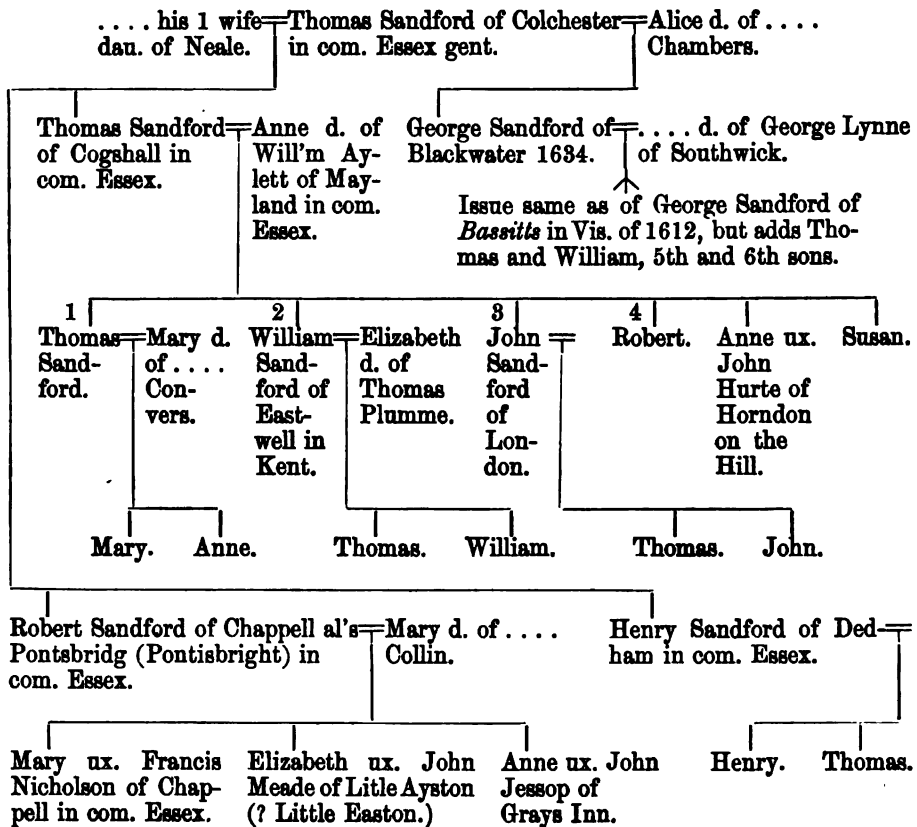 . . . . his 1 wife
dau. of Neale.
Thomas Sandford of Colchester
in com. Essex gent.
Alice d. of . . . .
Chambers.
Thomas Sandford
of Cogshall in
com. Essex.
Anne d. of
Will'm Ay-
lett of May-
land in com.
Essex.
George Sandford of
Blackwater 1634.
. . . . d. of George Lynne
of Southwick.
Issue same as of George Sandford of
Bassitts in Vis. of 1612, but adds Tho-
mas and William, 5th and 6th sons.
1
Thomas
Sand-
ford.
Mary d.
of . . . .
Con-
vers.
2
William
Sand-
ford of
East-
well in
Kent.
Elizabeth
d. of
Thomas
Plumme.
3
John
Sand-
ford
of
Lon-
don.
4
Robert.
Anne ux.
John
Hurte of
Horndon
on the
Hill.
Susan.
Mary.
Anne.
Thomas.
William.
Thomas.
John.
Robert Sandford of Chappell al's
Pontsbridg (Pontisbright) in
com. Essex.
Mary d. of . . . .
Collin.
Henry Sandford of Ded-
ham in com. Essex.
Mary ux. Francis
Nicholson of Chap-
pell in com. Essex.
Elizabeth ux. John
Meade of Litle Ayston
(? Little Easton.)
Anne ux. John
Jessop of
Grays Inn.
Henry.
Thomas.